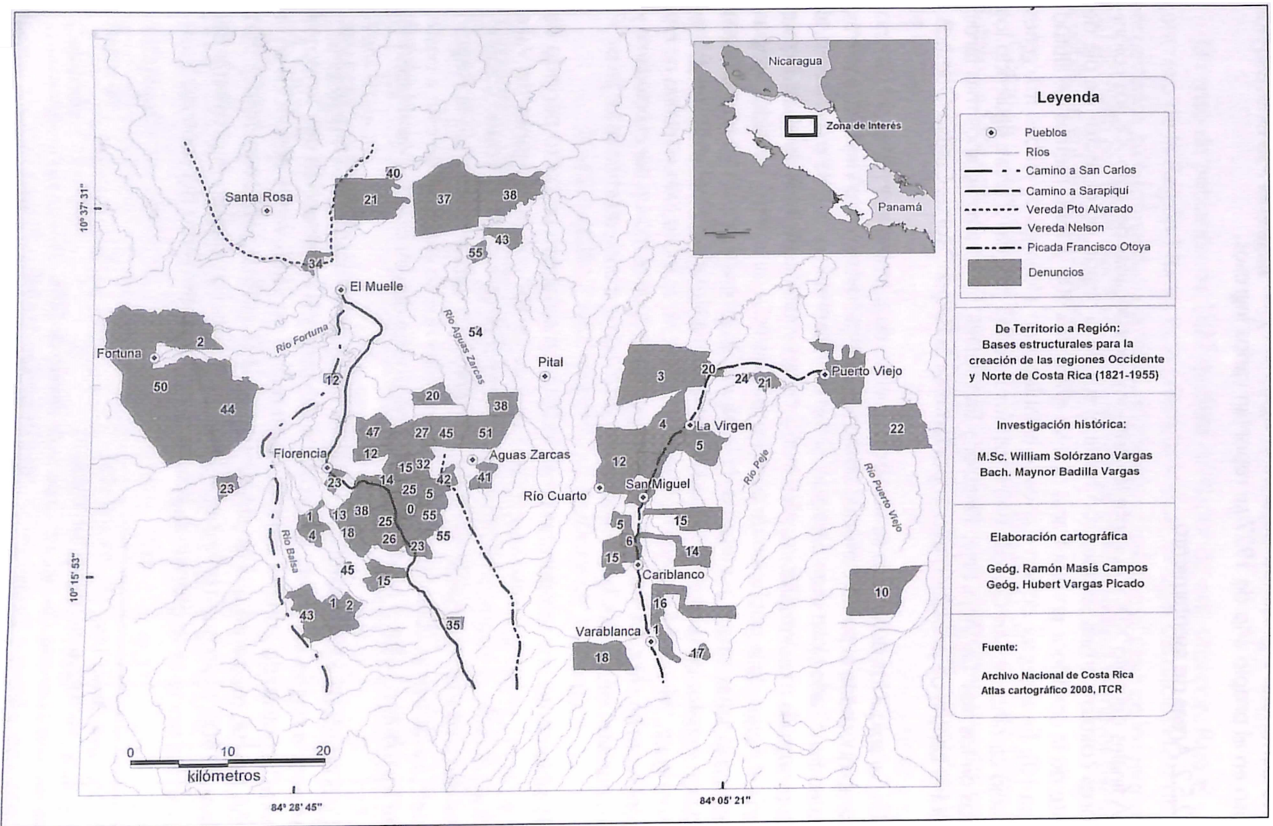 Nicaragua
Zona de Interés
Panamá
40
Santa Rosa
21
37
38
43
55
34
El Muelle
Río Fortuna
Río Aguas Zarcas
54
2
Fortuna
50
44
12
Pital
20
38
3
20
24
21
Puerto Viejo
4
La Virgen
5
22
47
27
45
51
12
Florencia
15
32
Aguas Zarcas
12
23
14
42
41
Río Cuarto
San Miguel
Río Peje
Río Puerto Viejo
23
25
5
1
13
38
0
55
4
18
25
26
55
23
5
15
6
15
14
Río Balsa
45
15
Cariblanco
43
1
2
16
10
35
Varablanca
1
18
17
10° 37' 31"
10° 15' 53"
0
10
20
kilómetros
84° 28' 45"
84° 05' 21"
Leyenda
Pueblos
Ríos
Camino a San Carlos
Camino a Sarapiquí
Vereda Pto Alvarado
Vereda Nelson
Picada Francisco Otoya
Denuncios
De Territorio a Región:
Bases estructurales para la
creación de las regiones Occidente
y Norte de Costa Rica (1821-1955)
Investigación histórica:
M.Sc. William Solórzano Vargas
Bach. Maynor Badilla Vargas
Elaboración cartográfica
Geóg. Ramón Masís Campos
Geóg. Hubert Vargas Picado
Fuente:
Archivo Nacional de Costa Rica
Atlas cartográfico 2008, ITCR